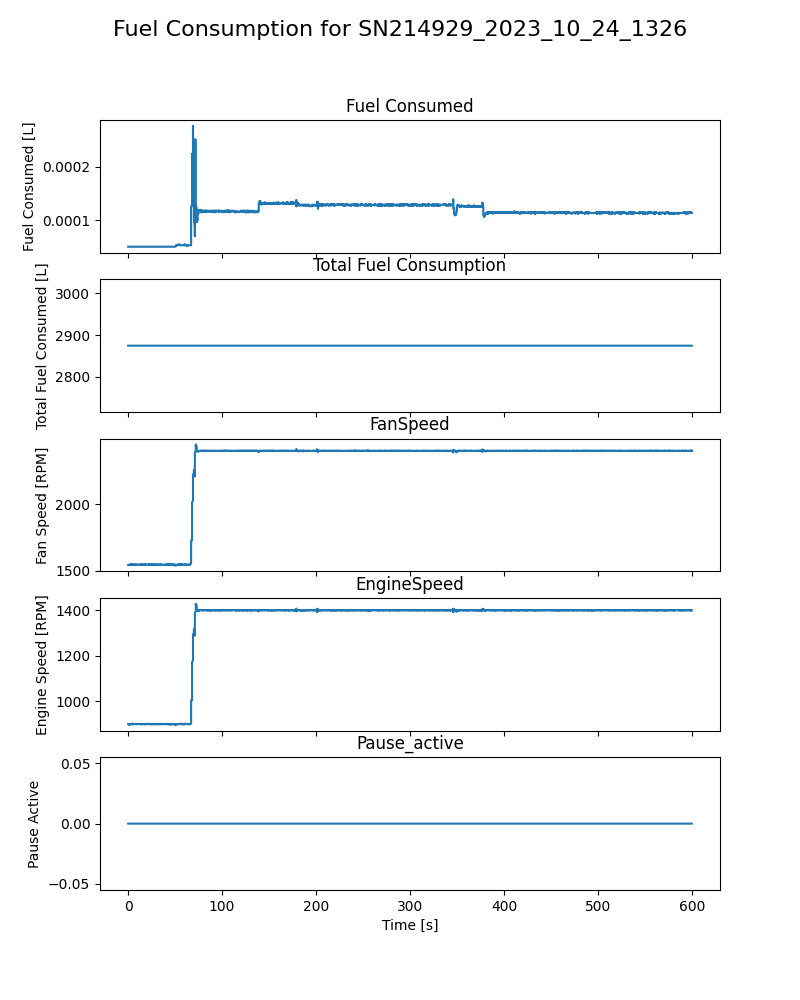 Fuel Consumption for SN214929_2023_10_24_1326
Fuel Consumed
Fuel Consumed [L]
0.0002
0.0001
Total Fuel Consumption
Total Fuel Consumed [L]
3000
2900
2800
FanSpeed
Fan Speed [RPM]
2000
1500
EngineSpeed
Engine Speed [RPM]
1400
1200
1000
Pause_active
Pause Active
0.05
0.00
−0.05
0 100 200 300 400 500 600
Time [s]